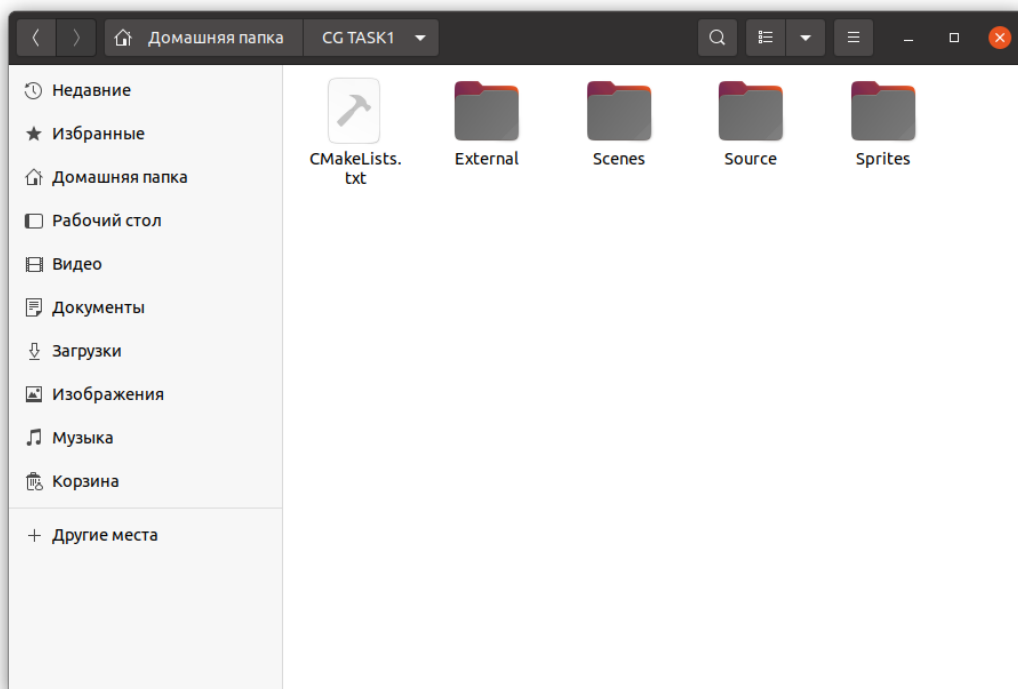 Домашняя папка CG TASK1
Недавние
Избранные
Домашняя папка
Рабочий стол
Видео
Документы
Загрузки
Изображения
Музыка
Корзина
Другие места
CMakeLists.
txt
External
Scenes
Source
Sprites